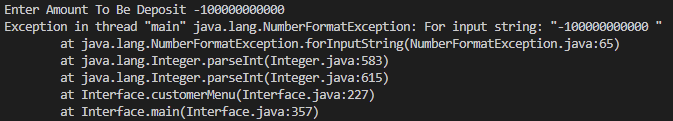 Enter Amount To Be Deposit -100000000000
Exception in thread "main" java.lang.NumberFormatException: For input string: "-100000000000 "
        at java.lang.NumberFormatException.forInputString(NumberFormatException.java:65)
        at java.lang.Integer.parseInt(Integer.java:583)
        at java.lang.Integer.parseInt(Integer.java:615)
        at Interface.customerMenu(Interface.java:227)
        at Interface.main(Interface.java:357)